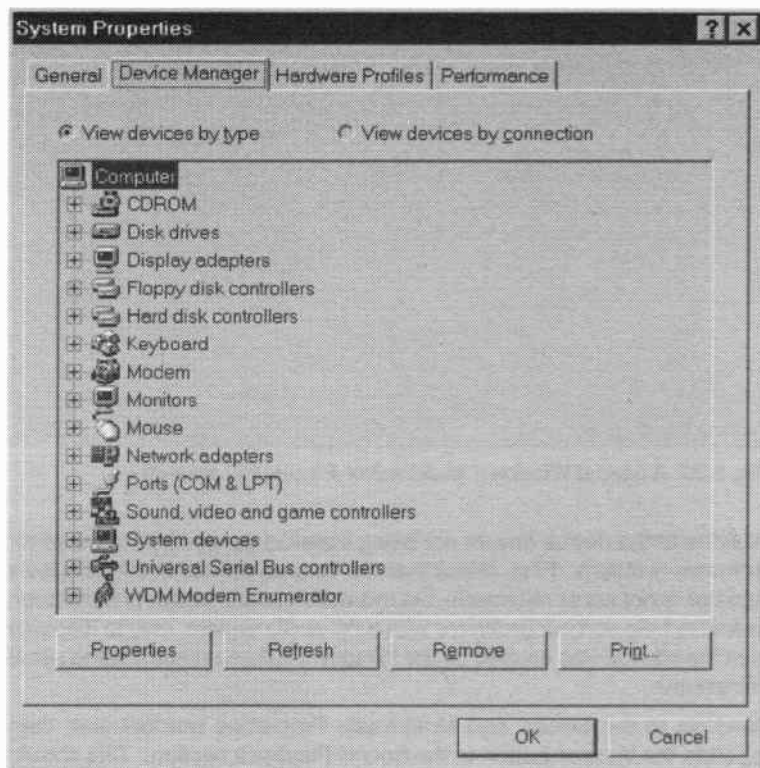 System Properties
General Device Manager Hardware Profiles Performance
View devices by type View devices by connection
Computer
CDROM
Disk drives
Display adapters
Floppy disk controllers
Hard disk controllers
Keyboard
Modem
Monitors
Mouse
Network adapters
Ports (COM & LPT)
Sound, video and game controllers
System devices
Universal Serial Bus controllers
WDM Modem Enumerator
Properties Refresh Remove Print...
OK Cancel